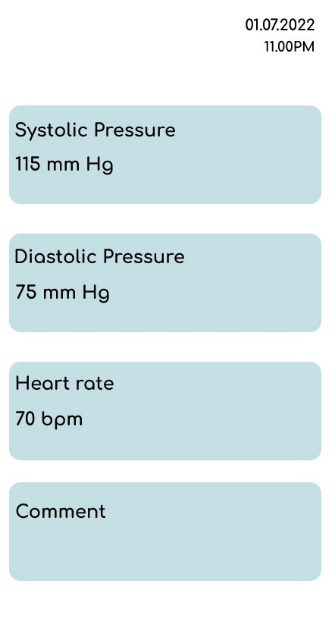 01.07.2022
11.00PM
Systolic Pressure
115 mm Hg
Diastolic Pressure
75 mm Hg
Heart rate
70 bpm
Comment